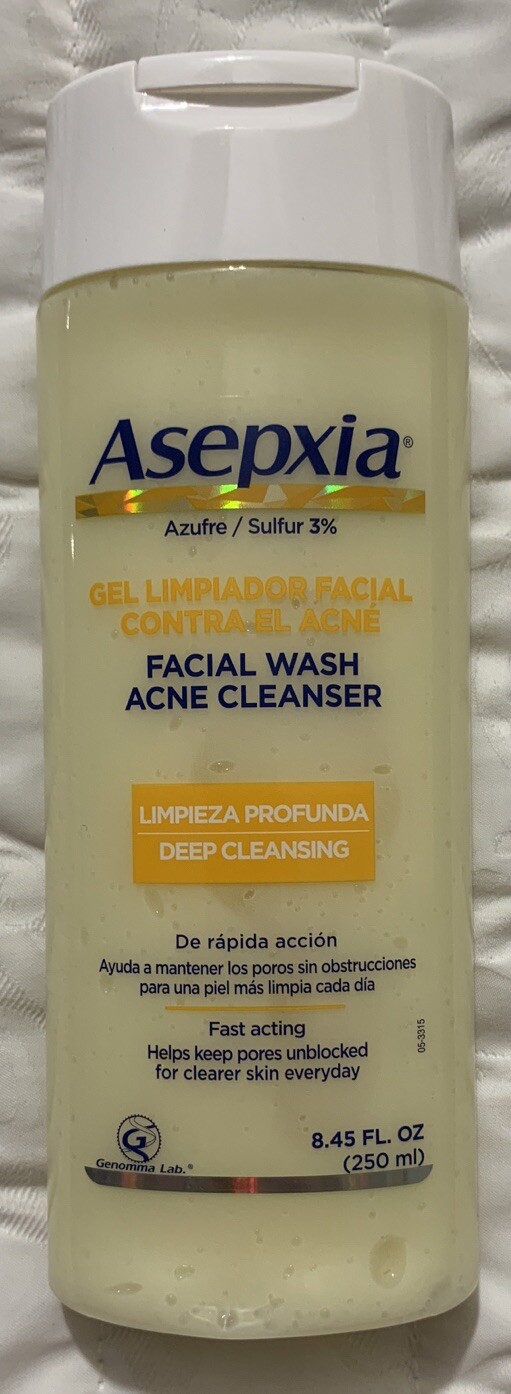 Asepxia®
Azufre / Sulfur 3%
GEL LIMPIADOR FACIAL
CONTRA EL ACNÉ
FACIAL WASH
ACNE CLEANSER
LIMPIEZA PROFUNDA
DEEP CLEANSING
De rápida acción
Ayuda a mantener los poros sin obstrucciones
para una piel más limpia cada día
Fast acting
Helps keep pores unblocked
for clearer skin everyday
05-3315
Genomma Lab.®
8.45 FL. OZ
(250 ml)